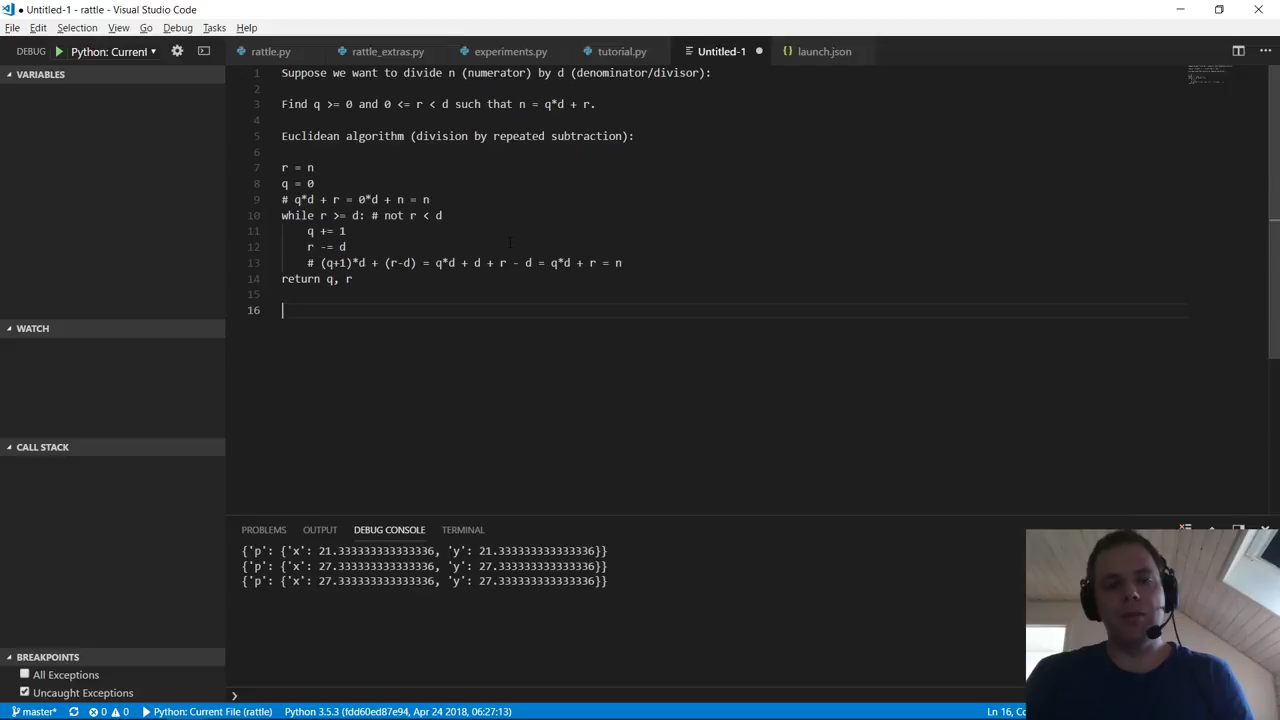 ● Untitled-1 - rattle - Visual Studio Code
File Edit Selection View Go Debug Tasks Help
DEBUG Python: Current
rattle.py rattle_extras.py experiments.py tutorial.py Untitled-1 ● {} launch.json
VARIABLES
WATCH
CALL STACK
BREAKPOINTS
All Exceptions
Uncaught Exceptions
1 Suppose we want to divide n (numerator) by d (denominator/divisor):
2
3 Find q >= 0 and 0 <= r < d such that n = q*d + r.
4
5 Euclidean algorithm (division by repeated subtraction):
6
7 r = n
8 q = 0
9 # q*d + r = 0*d + n = n
10 while r >= d: # not r < d
11 q += 1
12 r -= d
13 # (q+1)*d + (r-d) = q*d + d + r - d = q*d + r = n
14 return q, r
15
16
PROBLEMS OUTPUT DEBUG CONSOLE TERMINAL
{'p': {'x': 21.333333333333336, 'y': 21.333333333333336}}
{'p': {'x': 27.333333333333336, 'y': 27.333333333333336}}
{'p': {'x': 27.333333333333336, 'y': 27.333333333333336}}
master* 0 0 Python: Current File (rattle) Python 3.5.3 (fdd60ed87e94, Apr 24 2018, 06:27:13) Ln 16,